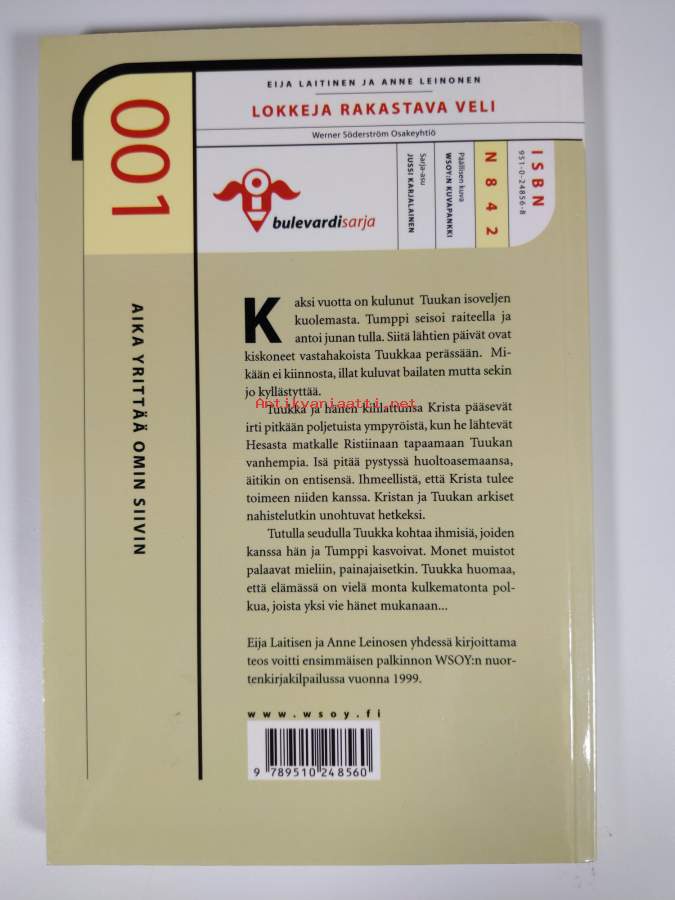 EIJA LAITINEN JA ANNE LEINONEN
LOKKEJA RAKASTAVA VELI
Werner Söderström Osakeyhtiö
001
bulevardisarja
Sarja-asu
JUSSI KARJALAINEN
Päällisen kuva
WSOY:N KUVAPANKKI
N 8 4 2
ISBN
951-0-24856-8
AIKA YRITTÄÄ OMIN SIIVIN
Kaksi vuotta on kulunut Tuukan isoveljen
kuolemasta. Tumppi seisoi raiteella ja
antoi junan tulla. Siitä lähtien päivät ovat
kiskoneet vastahakoista Tuukkaa perässään. Mi-
kään ei kiinnosta, illat kuluvat bailaten mutta sekin
jo kyllästyttää.
Antikvariaatti.net
Tuukka ja hänen kihlattunsa Krista pääsevät
irti pitkään poljetuista ympyröistä, kun he lähtevät
Hesasta matkalle Ristiinaan tapaamaan Tuukan
vanhempia. Isä pitää pystyssä huoltoasemaansa,
äitikin on entisensä. Ihmeellistä, että Krista tulee
toimeen niiden kanssa. Kristan ja Tuukan arkiset
nahistelutkin unohtuvat hetkeksi.
Tutulla seudulla Tuukka kohtaa ihmisiä, joiden
kanssa hän ja Tumppi kasvoivat. Monet muistot
palaavat mieliin, painajaisetkin. Tuukka huomaa,
että elämässä on vielä monta kulkematonta pol-
kua, joista yksi vie hänet mukanaan...
Eija Laitisen ja Anne Leinosen yhdessä kirjoittama
teos voitti ensimmäisen palkinnon WSOY:n nuor-
tenkirjakilpailussa vuonna 1999.
www.wsoy.fi
9 789510 248560